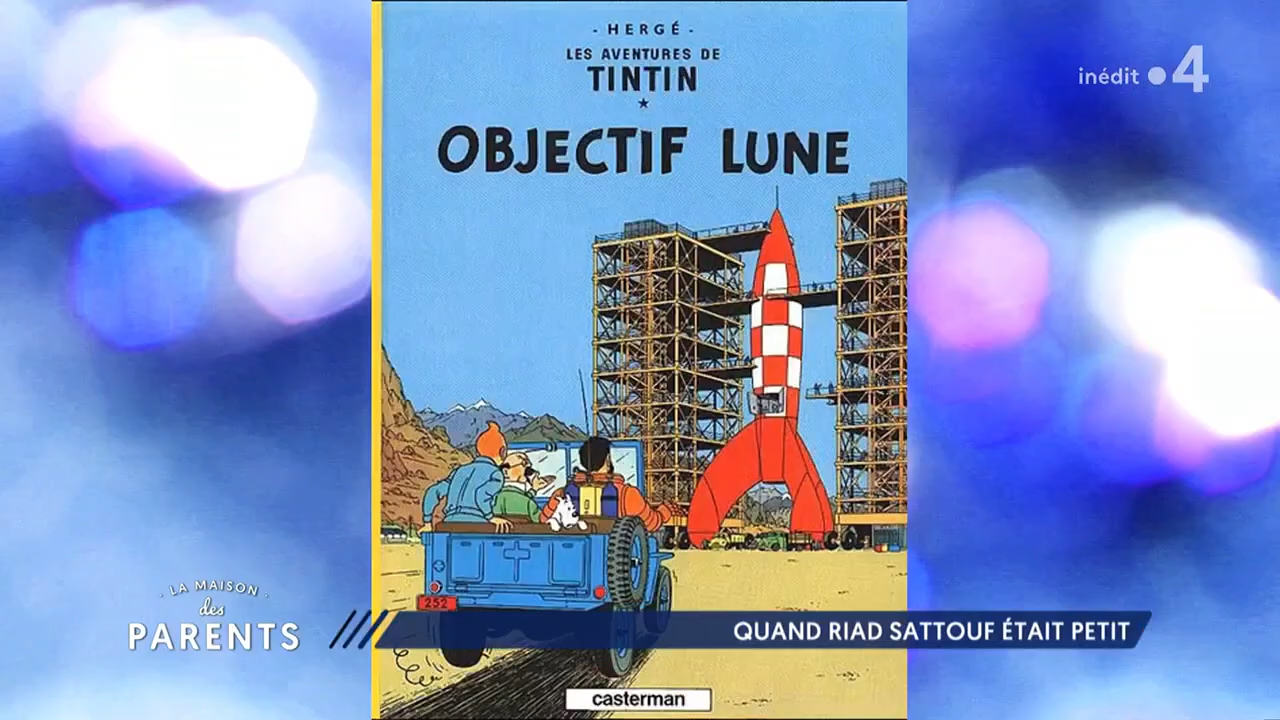 - HERGÉ -
LES AVENTURES DE
TINTIN
OBJECTIF LUNE
inédit 4
252
· LA MAISON ·
des
PARENTS
QUAND RIAD SATTOUF ÉTAIT PETIT
casterman